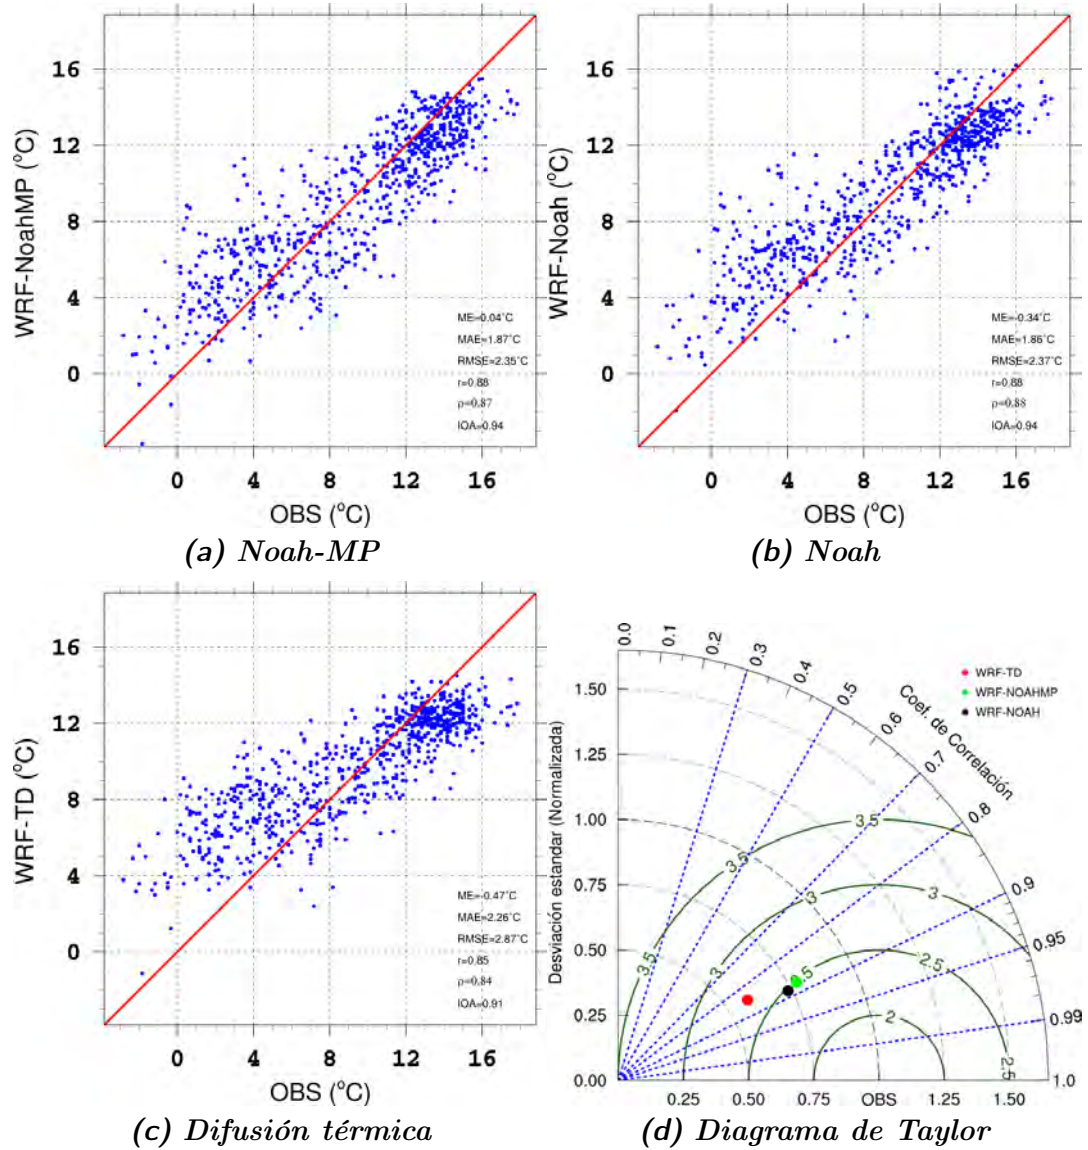 16
12
8
4
0
WRF-NoahMP (°C)
ME=0.04°C
MAE=1.87°C
RMSE=2.35°C
r=0.88
ρ=0.87
IOA=0.94
0 4 8 12 16
OBS (°C)
(a) Noah-MP
16
12
8
4
0
WRF-Noah (°C)
ME=-0.34°C
MAE=1.86°C
RMSE=2.37°C
r=0.88
ρ=0.88
IOA=0.94
0 4 8 12 16
OBS (°C)
(b) Noah
16
12
8
4
0
WRF-TD (°C)
ME=-0.47°C
MAE=2.26°C
RMSE=2.87°C
r=0.85
ρ=0.84
IOA=0.91
0 4 8 12 16
OBS (°C)
(c) Difusión térmica
0.0 0.1 0.2 0.3 0.4 0.5 0.6 0.7 0.8 0.9 0.95 0.99 1.0
Coef. de Correlación
WRF-TD
WRF-NOAHMP
WRF-NOAH
Desviación estandar (Normalizada)
1.50
1.25
1.00
0.75
0.50
0.25
0.00
3.5 3.5 3.5
3 3 3
2.5 2.5 2.5
2
0.25 0.50 0.75 OBS 1.25 1.50
(d) Diagrama de Taylor